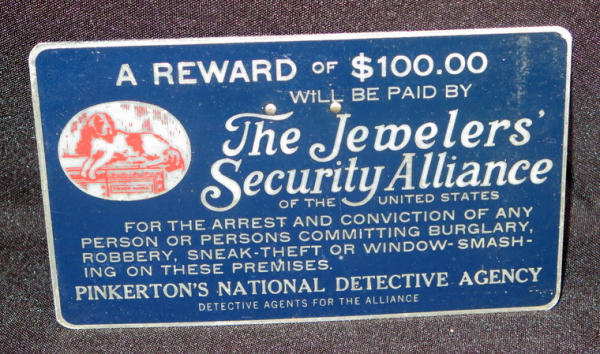 A REWARD OF $100.00
WILL BE PAID BY
The Jewelers'
Security Alliance
OF THE UNITED STATES
FOR THE ARREST AND CONVICTION OF ANY
PERSON OR PERSONS COMMITTING BURGLARY,
ROBBERY, SNEAK-THEFT OR WINDOW-SMASH-
ING ON THESE PREMISES.
PINKERTON'S NATIONAL DETECTIVE AGENCY
DETECTIVE AGENTS FOR THE ALLIANCE